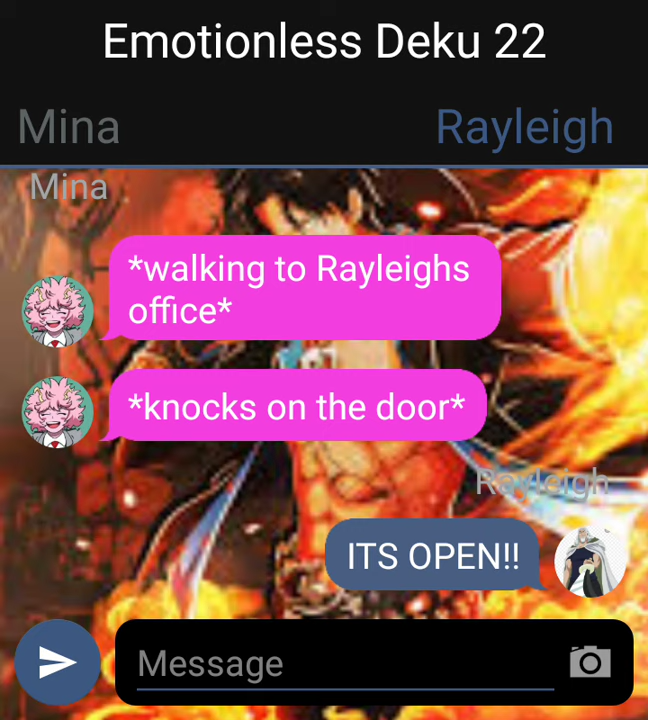 Emotionless Deku 22
Mina
Rayleigh
Mina
*walking to Rayleighs
office*
*knocks on the door*
Rayleigh
ITS OPEN!!
Message